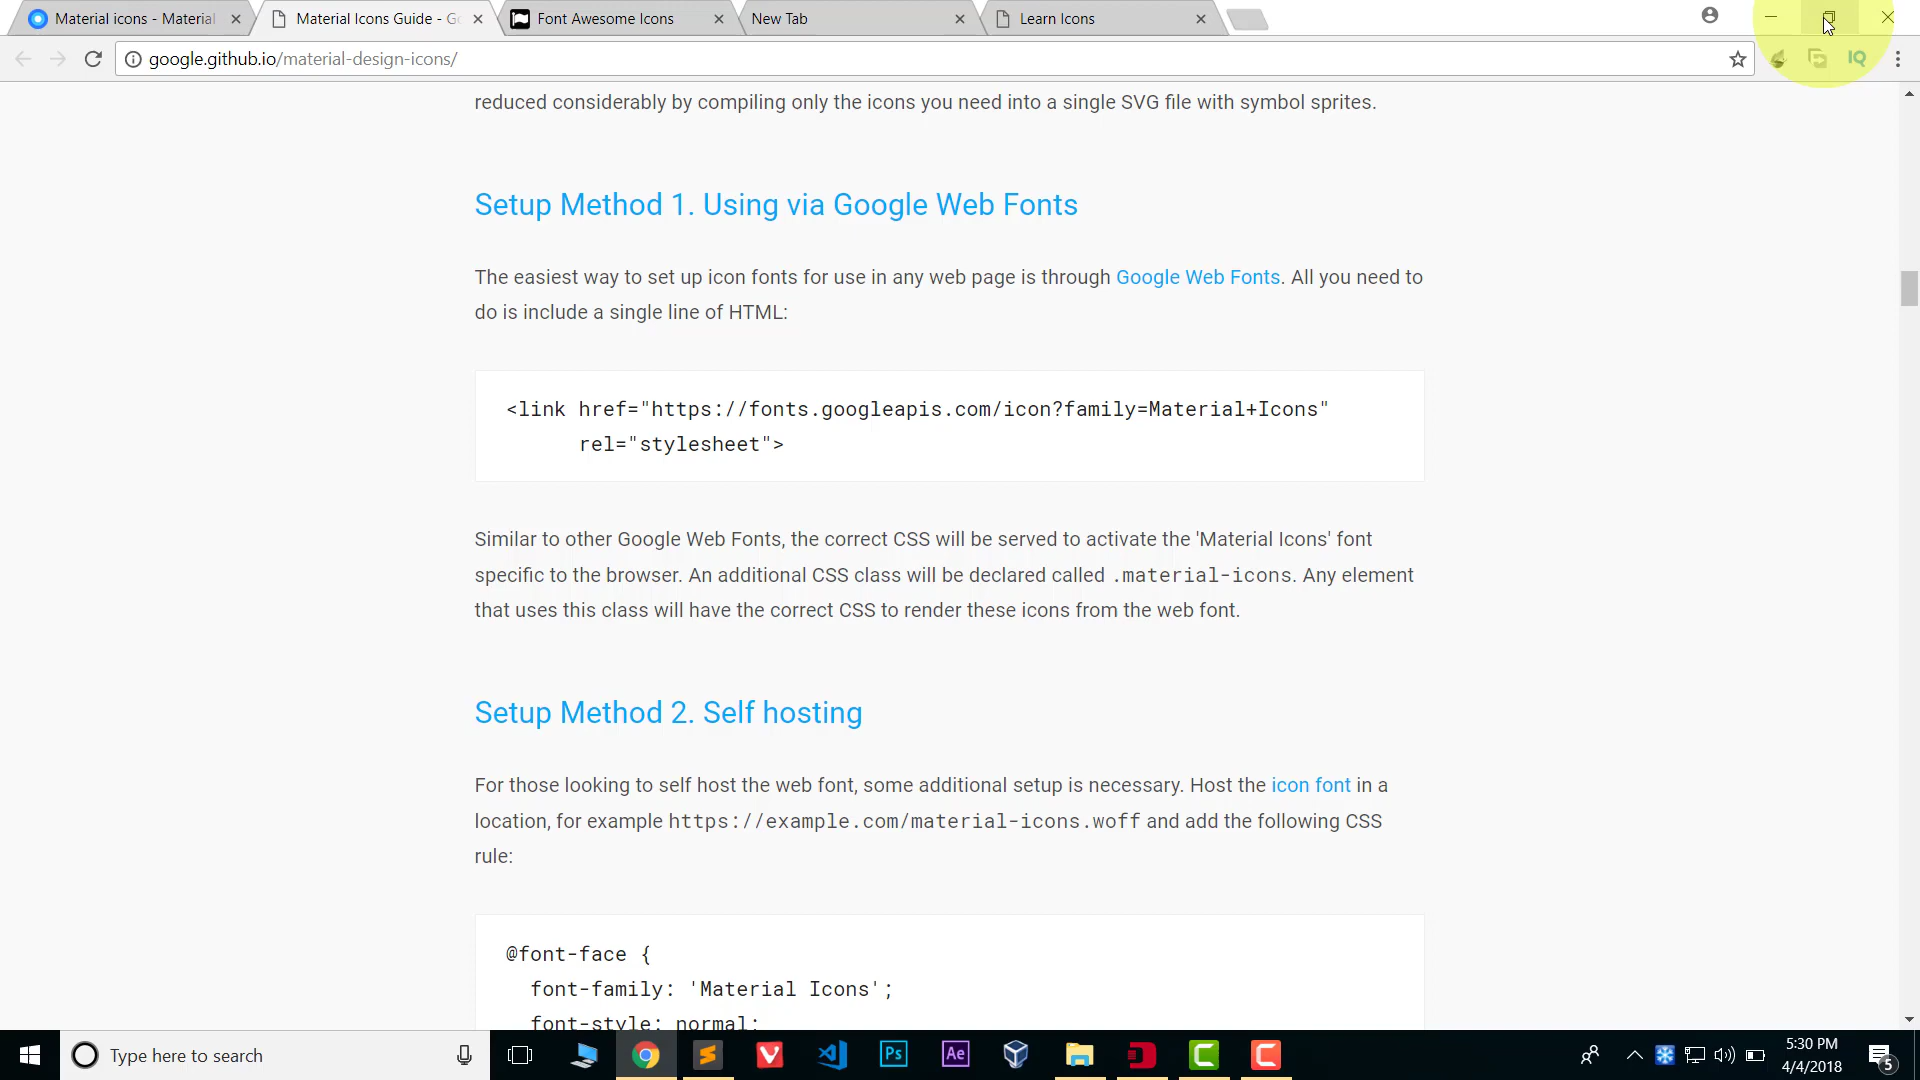 Material icons - Material
Material Icons Guide - Go
Font Awesome Icons
New Tab
Learn Icons
google.github.io/material-design-icons/
IQ
reduced considerably by compiling only the icons you need into a single SVG file with symbol sprites.
Setup Method 1. Using via Google Web Fonts
The easiest way to set up icon fonts for use in any web page is through Google Web Fonts. All you need to
do is include a single line of HTML:
<link href="https://fonts.googleapis.com/icon?family=Material+Icons"
rel="stylesheet">
Similar to other Google Web Fonts, the correct CSS will be served to activate the 'Material Icons' font
specific to the browser. An additional CSS class will be declared called .material-icons. Any element
that uses this class will have the correct CSS to render these icons from the web font.
Setup Method 2. Self hosting
For those looking to self host the web font, some additional setup is necessary. Host the icon font in a
location, for example https://example.com/material-icons.woff and add the following CSS
rule:
@font-face {
font-family: 'Material Icons';
font-style: normal;
Type here to search
Ps
Ae
5:30 PM
4/4/2018
5